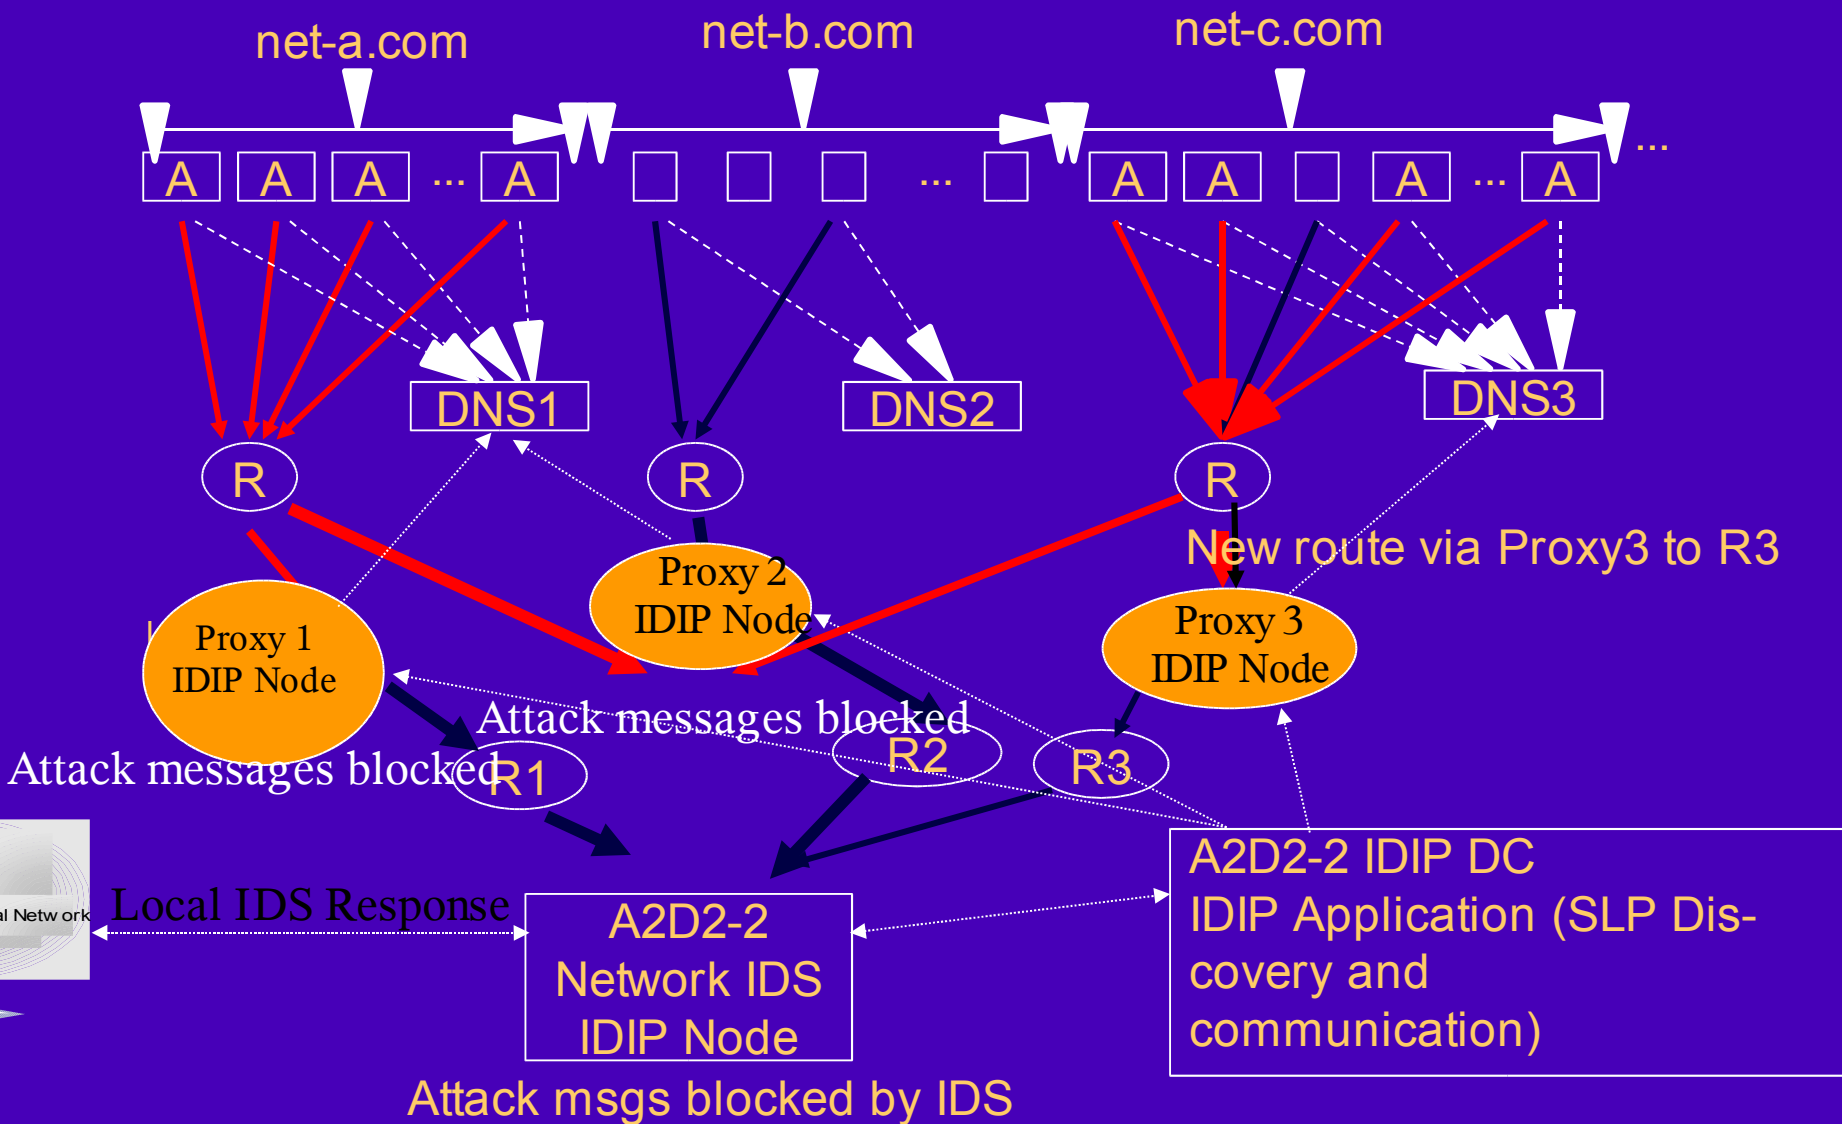 net-a.com
net-b.com
net-c.com
...
A A A ... A
...
A A A ... A
DNS1
DNS2
DNS3
R
R
R
New route via Proxy3 to R3
Proxy 2
IDIP Node
Proxy 3
IDIP Node
Proxy 1
IDIP Node
Attack messages blocked
Attack messages blocked
R1
R2
R3
A2D2-2 IDIP DC
IDIP Application (SLP Dis-
covery and
communication)
al Network
Local IDS Response
A2D2-2
Network IDS
IDIP Node
Attack msgs blocked by IDS